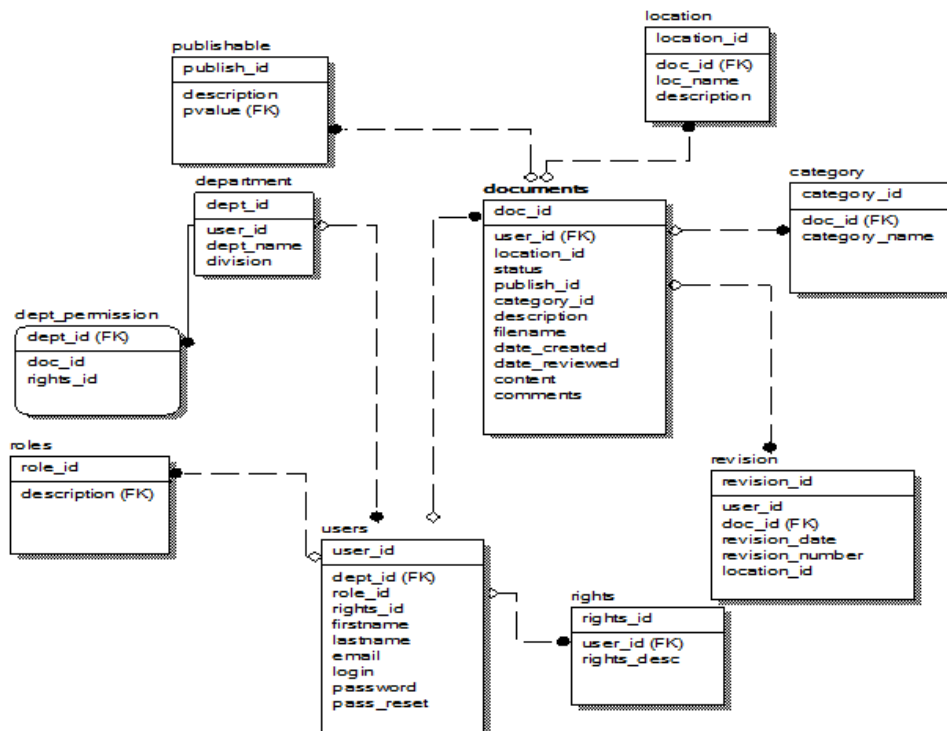 location
location_id
doc_id (FK)
loc_name
description
publishable
publish_id
description
pvalue (FK)
department
dept_id
user_id
dept_name
division
documents
doc_id
user_id (FK)
location_id
status
publish_id
category_id
description
filename
date_created
date_reviewed
content
comments
category
category_id
doc_id (FK)
category_name
dept_permission
dept_id (FK)
doc_id
rights_id
roles
role_id
description (FK)
revision
revision_id
user_id
doc_id (FK)
revision_date
revision_number
location_id
users
user_id
dept_id (FK)
role_id
rights_id
firstname
lastname
email
login
password
pass_reset
rights
rights_id
user_id (FK)
rights_desc